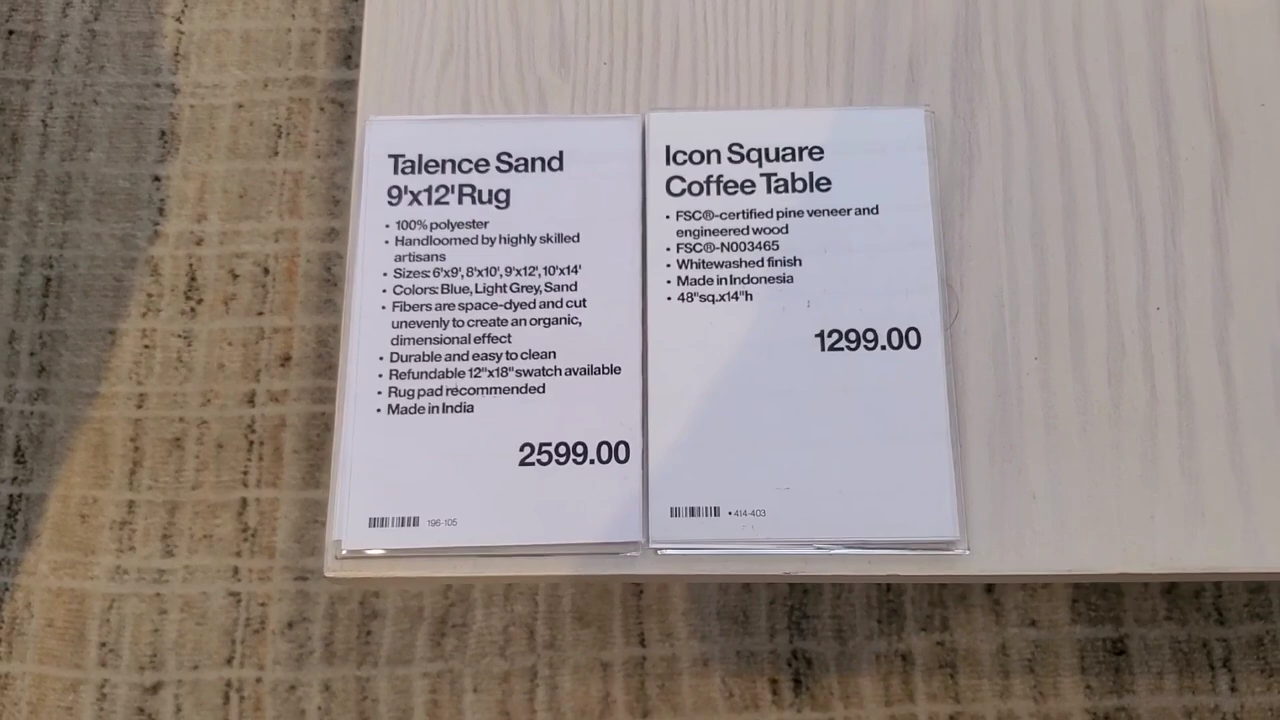 Talence Sand
9'x12' Rug
• 100% polyester
• Handloomed by highly skilled
artisans
• Sizes: 6'x9', 8'x10', 9'x12', 10'x14'
• Colors: Blue, Light Grey, Sand
• Fibers are space-dyed and cut
unevenly to create an organic,
dimensional effect
• Durable and easy to clean
• Refundable 12"x18" swatch available
• Rug pad recommended
• Made in India
2599.00
196-105
Icon Square
Coffee Table
• FSC®-certified pine veneer and
engineered wood
• FSC®-N003465
• Whitewashed finish
• Made in Indonesia
• 48"sq.x14"h
1299.00
• 414-403